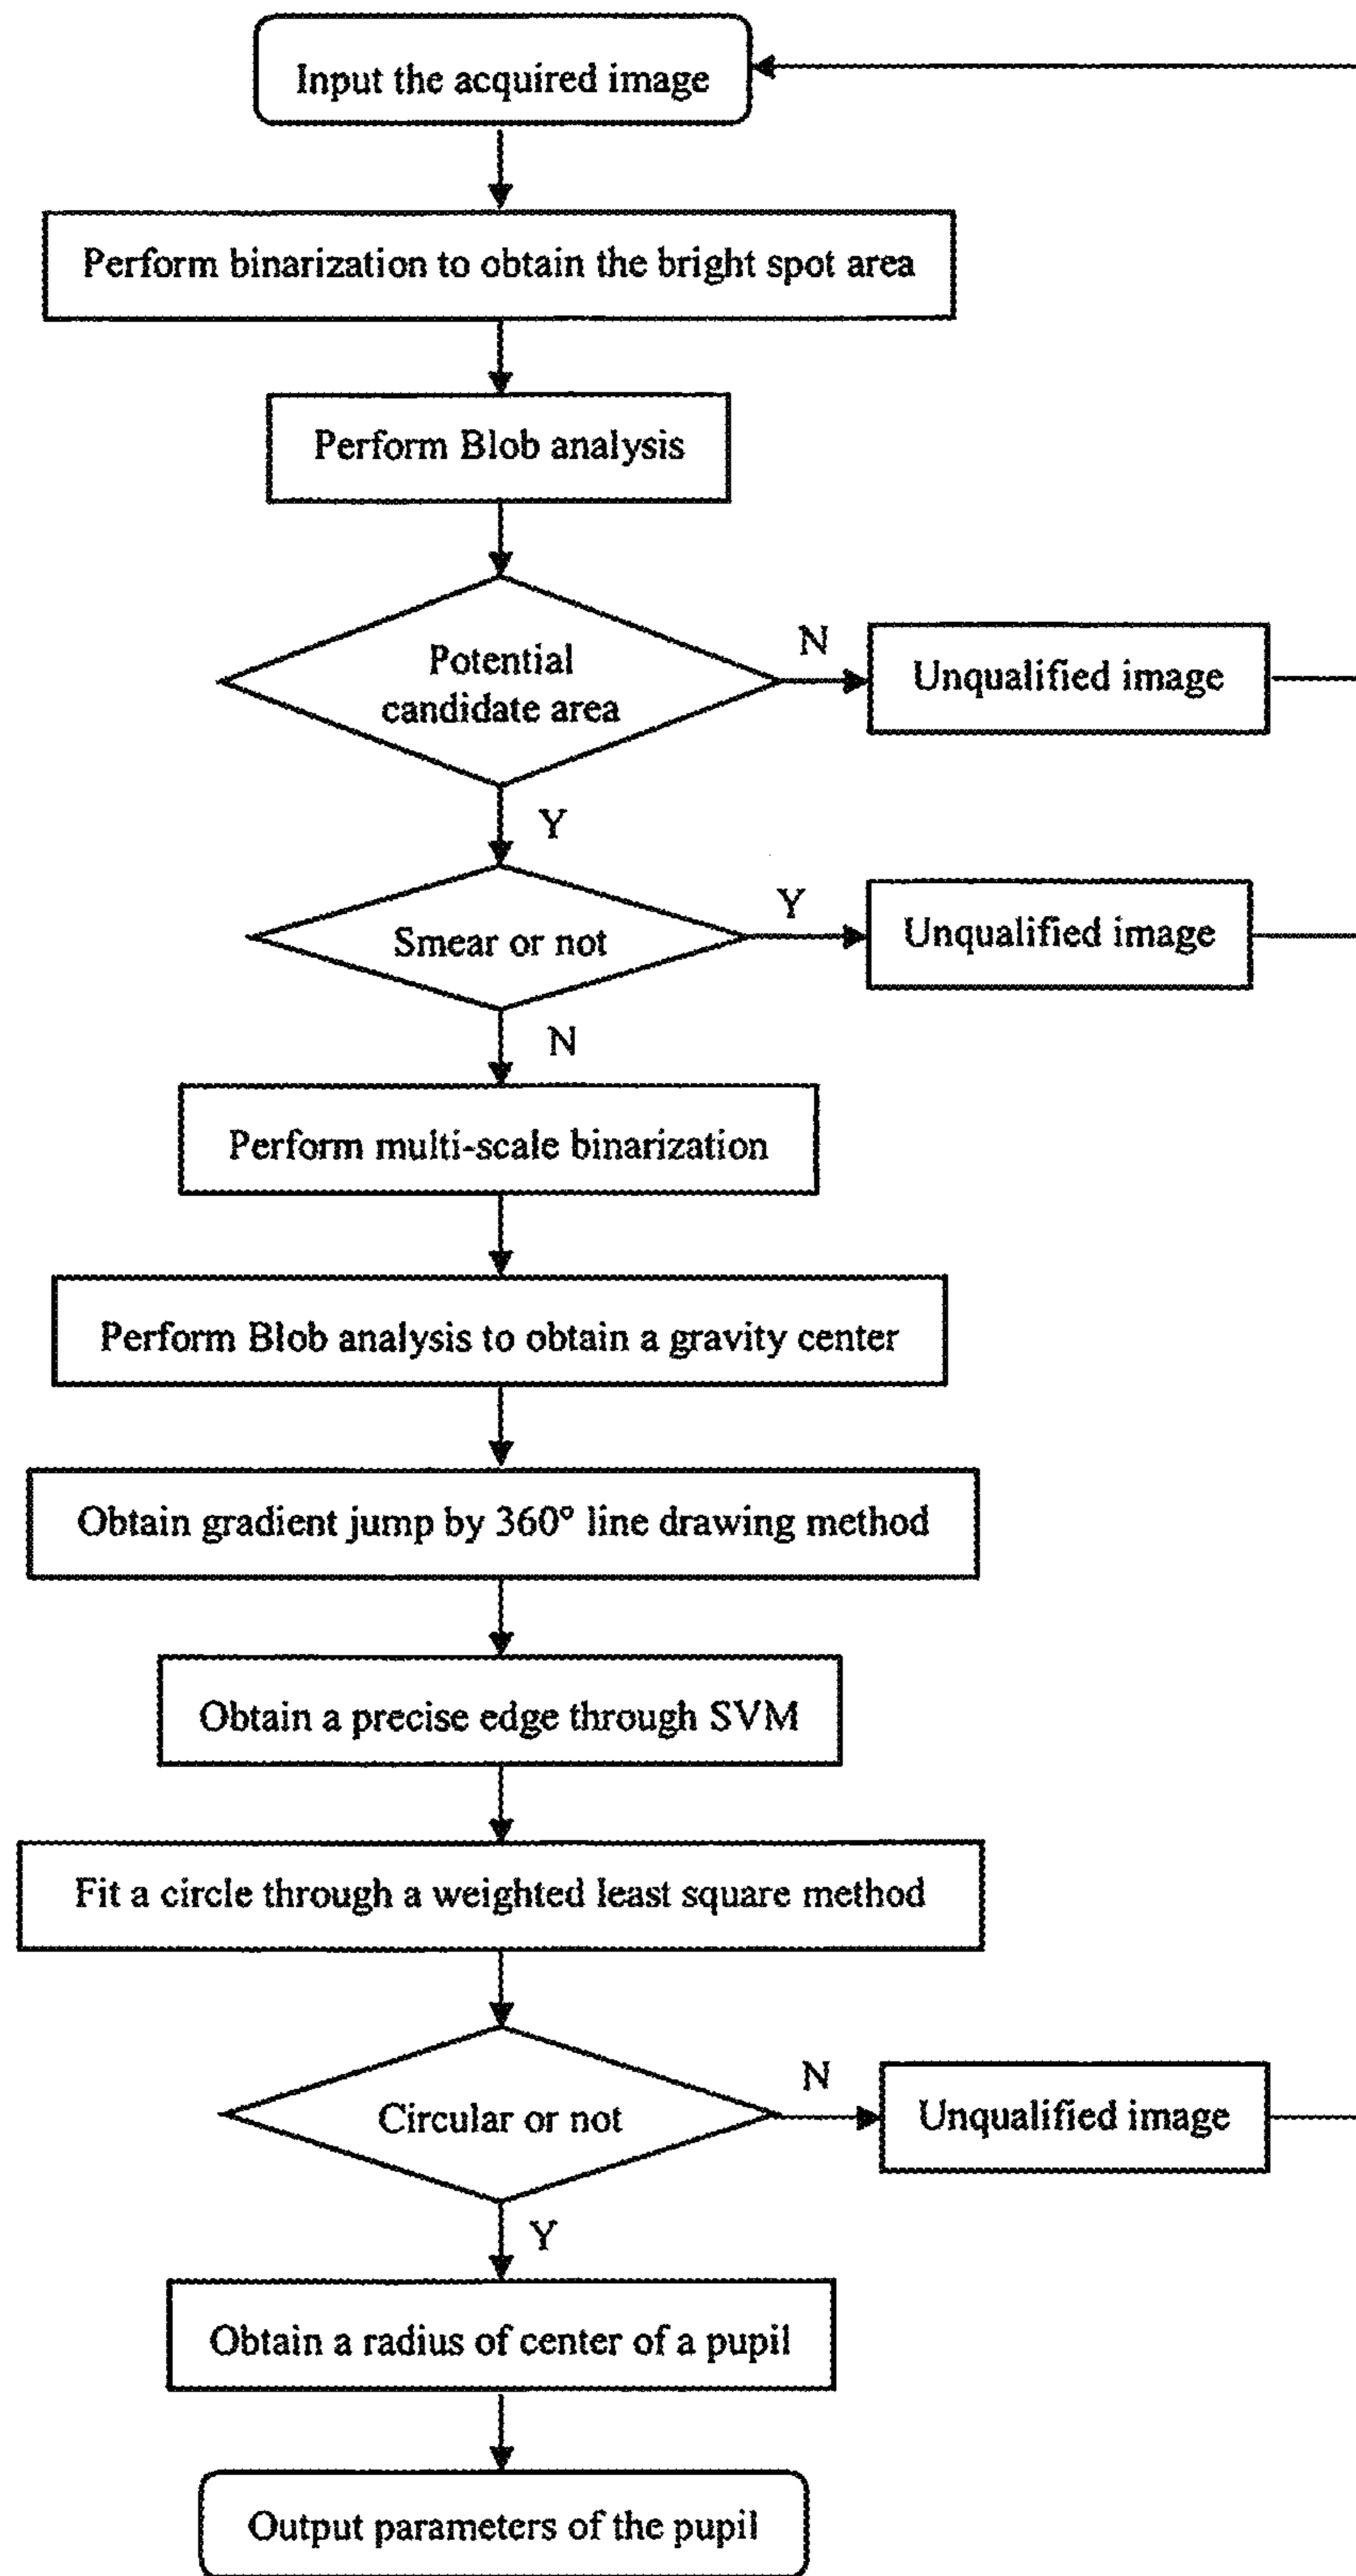 Input the acquired image
Perform binarization to obtain the bright spot area
Perform Blob analysis
Potential
candidate area
N
Unqualified image
Y
Smear or not
Y
Unqualified image
N
Perform multi-scale binarization
Perform Blob analysis to obtain a gravity center
Obtain gradient jump by 360° line drawing method
Obtain a precise edge through SVM
Fit a circle through a weighted least square method
Circular or not
N
Unqualified image
Y
Obtain a radius of center of a pupil
Output parameters of the pupil